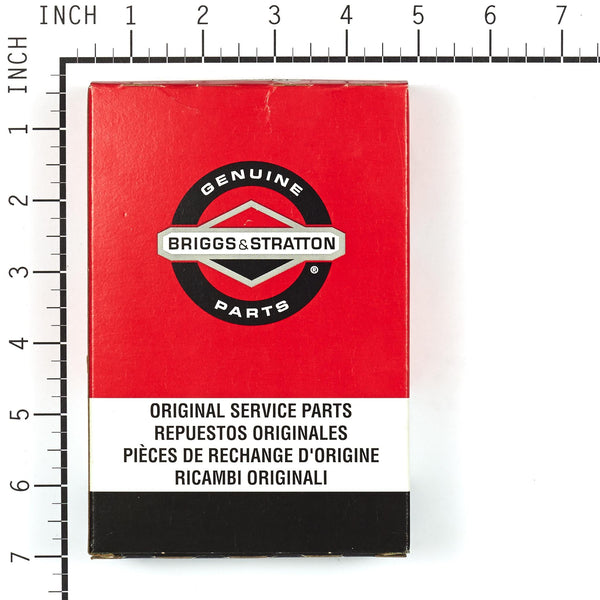 INCH 1 2 3 4 5 6 7
INCH
1
2
3
4
5
6
7
GENUINE
BRIGGS & STRATTON
®
PARTS
ORIGINAL SERVICE PARTS
REPUESTOS ORIGINALES
PIÈCES DE RECHANGE D'ORIGINE
RICAMBI ORIGINALI